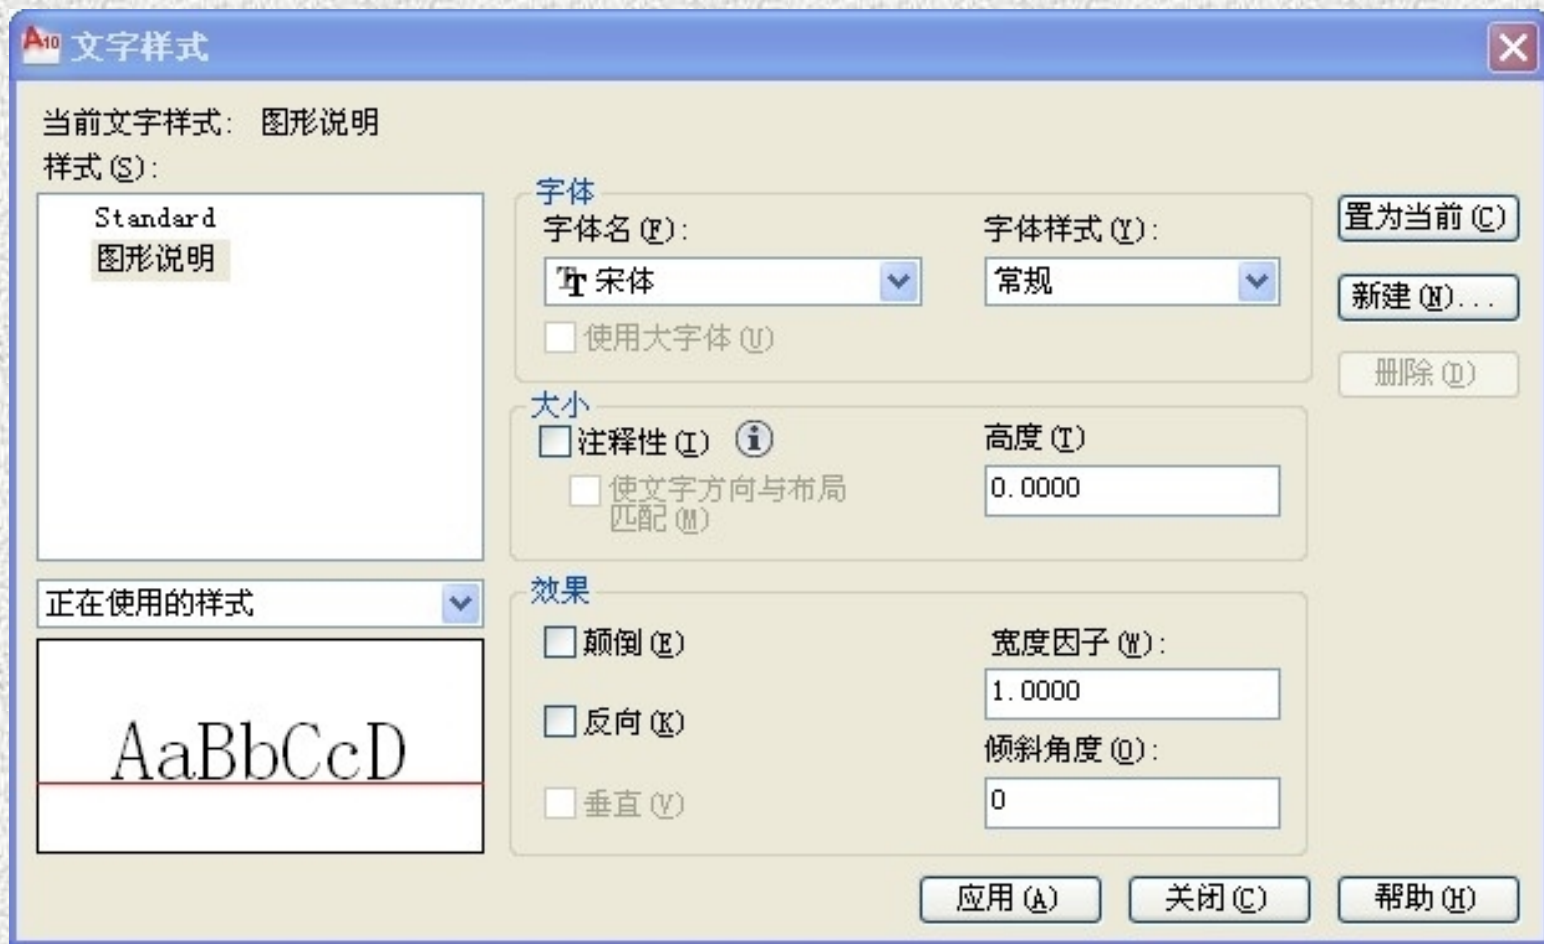 A10 文字样式
当前文字样式: 图形说明
样式(S):
Standard
图形说明
正在使用的样式
AaBbCcD
字体
字体名(F):
字体样式(Y):
宋体
常规
使用大字体(U)
大小
注释性(I)
使文字方向与布局
匹配(M)
高度(T)
0.0000
效果
颠倒(E)
反向(K)
垂直(V)
宽度因子(W):
1.0000
倾斜角度(O):
0
置为当前(C)
新建(N)...
删除(D)
应用(A)
关闭(C)
帮助(H)